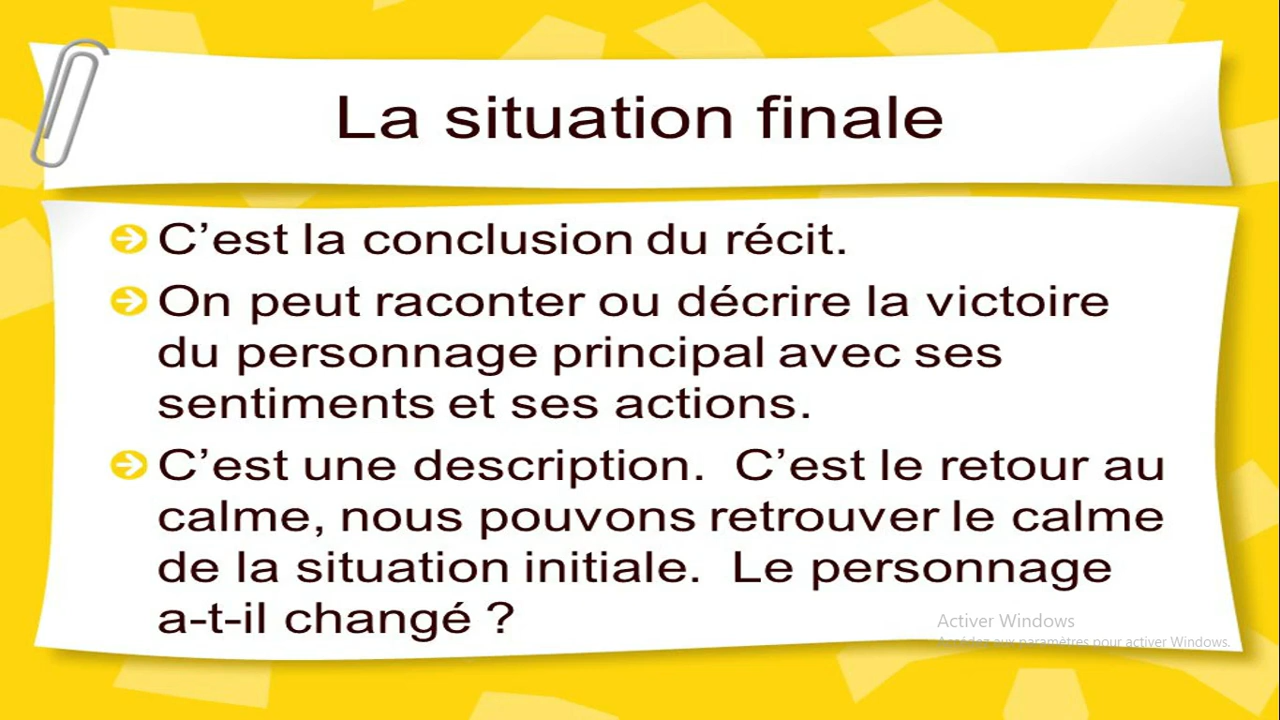 La situation finale
C’est la conclusion du récit.
On peut raconter ou décrire la victoire
du personnage principal avec ses
sentiments et ses actions.
C’est une description.  C’est le retour au
calme, nous pouvons retrouver le calme
de la situation initiale.  Le personnage
a-t-il changé ?
Activer Windows
Accédez aux paramètres pour activer Windows.